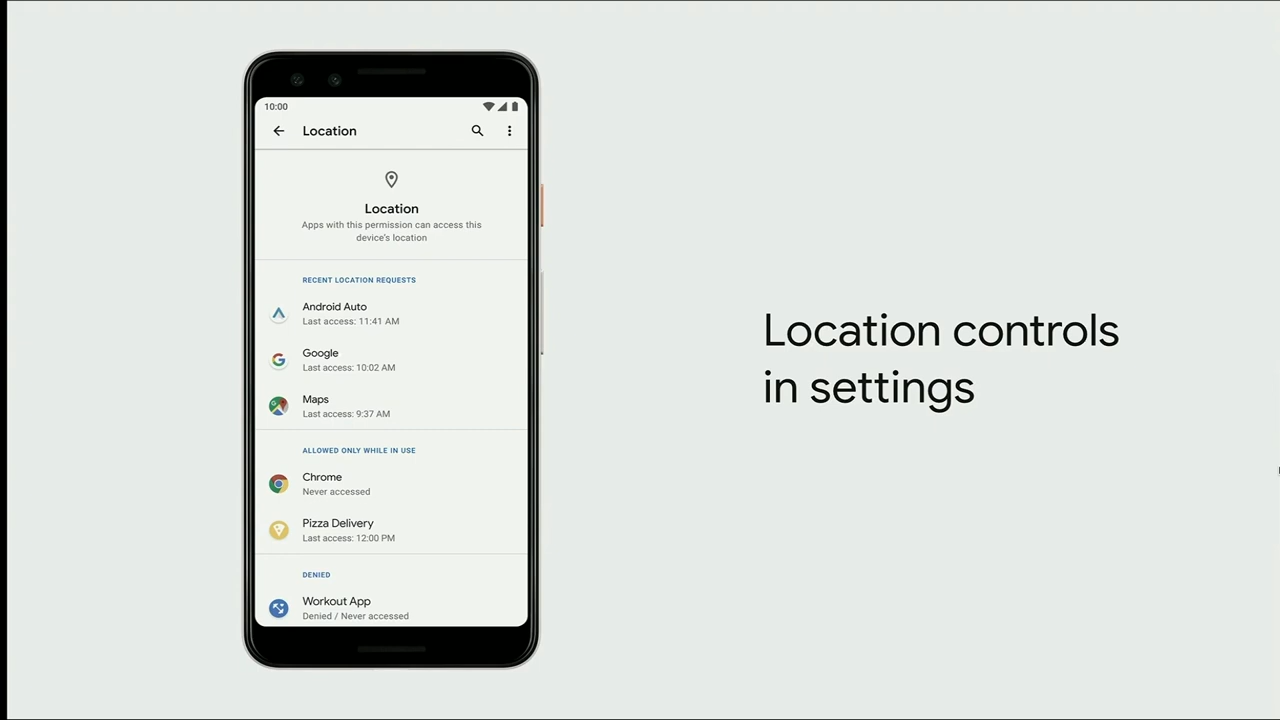 10:00
Location
Location
Apps with this permission can access this
device's location
RECENT LOCATION REQUESTS
Android Auto
Last access: 11:41 AM
Google
Last access: 10:02 AM
Maps
Last access: 9:37 AM
ALLOWED ONLY WHILE IN USE
Chrome
Never accessed
Pizza Delivery
Last access: 12:00 PM
DENIED
Workout App
Denied / Never accessed
Location controls
in settings